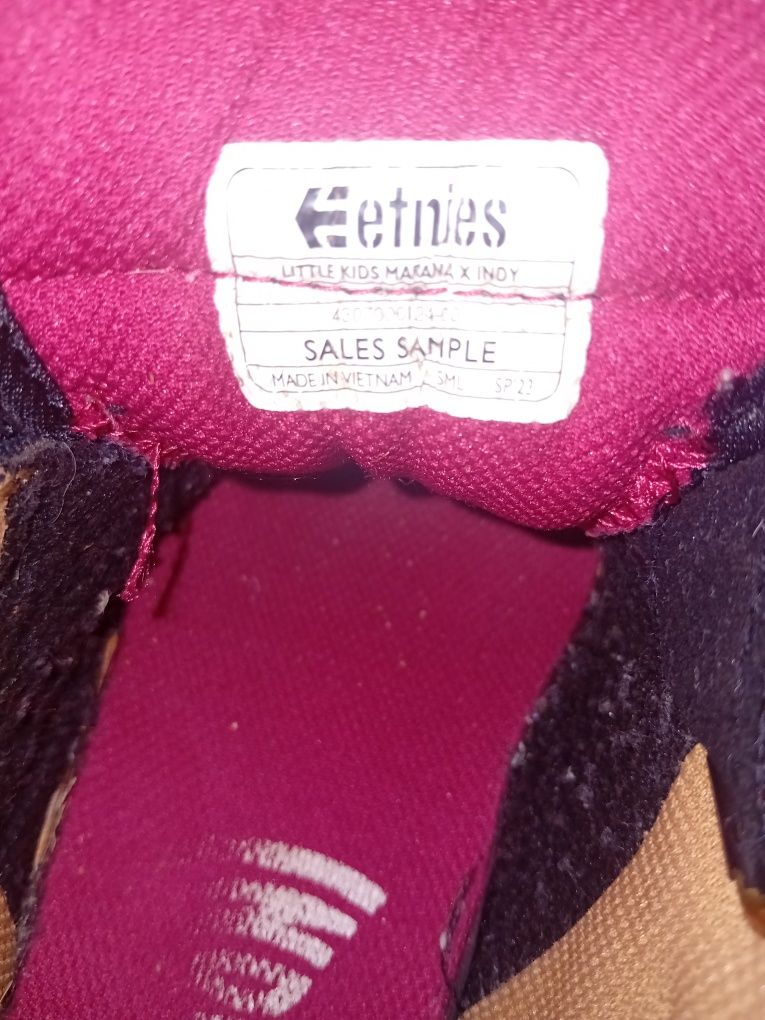 etnies
LITTLE KIDS MARANA X INDY
SALES SAMPLE
MADE IN VIETNAM / SML SP'23